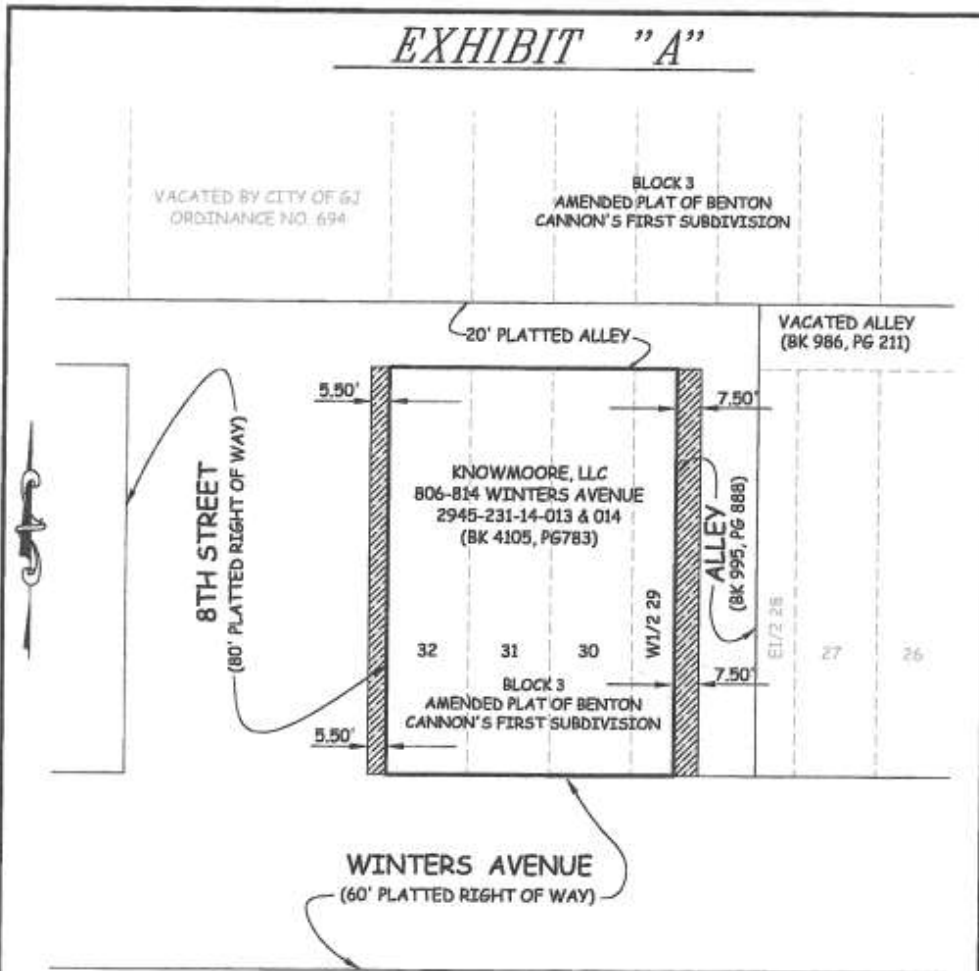 EXHIBIT "A"
VACATED BY CITY OF GJ
ORDINANCE NO. 694
BLOCK 3
AMENDED PLAT OF BENTON
CANNON'S FIRST SUBDIVISION
20' PLATTED ALLEY
VACATED ALLEY
(BK 986, PG 211)
5.50'
7.50'
8TH STREET
(80' PLATTED RIGHT OF WAY)
KNOWMOORE, LLC
806-814 WINTERS AVENUE
2945-231-14-013 & 014
(BK 4105, PG783)
ALLEY
(BK 995, PG 888)
32
31
30
W1/2 29
E1/2 28
27
26
7.50'
BLOCK 3
AMENDED PLAT OF BENTON
CANNON'S FIRST SUBDIVISION
5.50'
WINTERS AVENUE
(60' PLATTED RIGHT OF WAY)